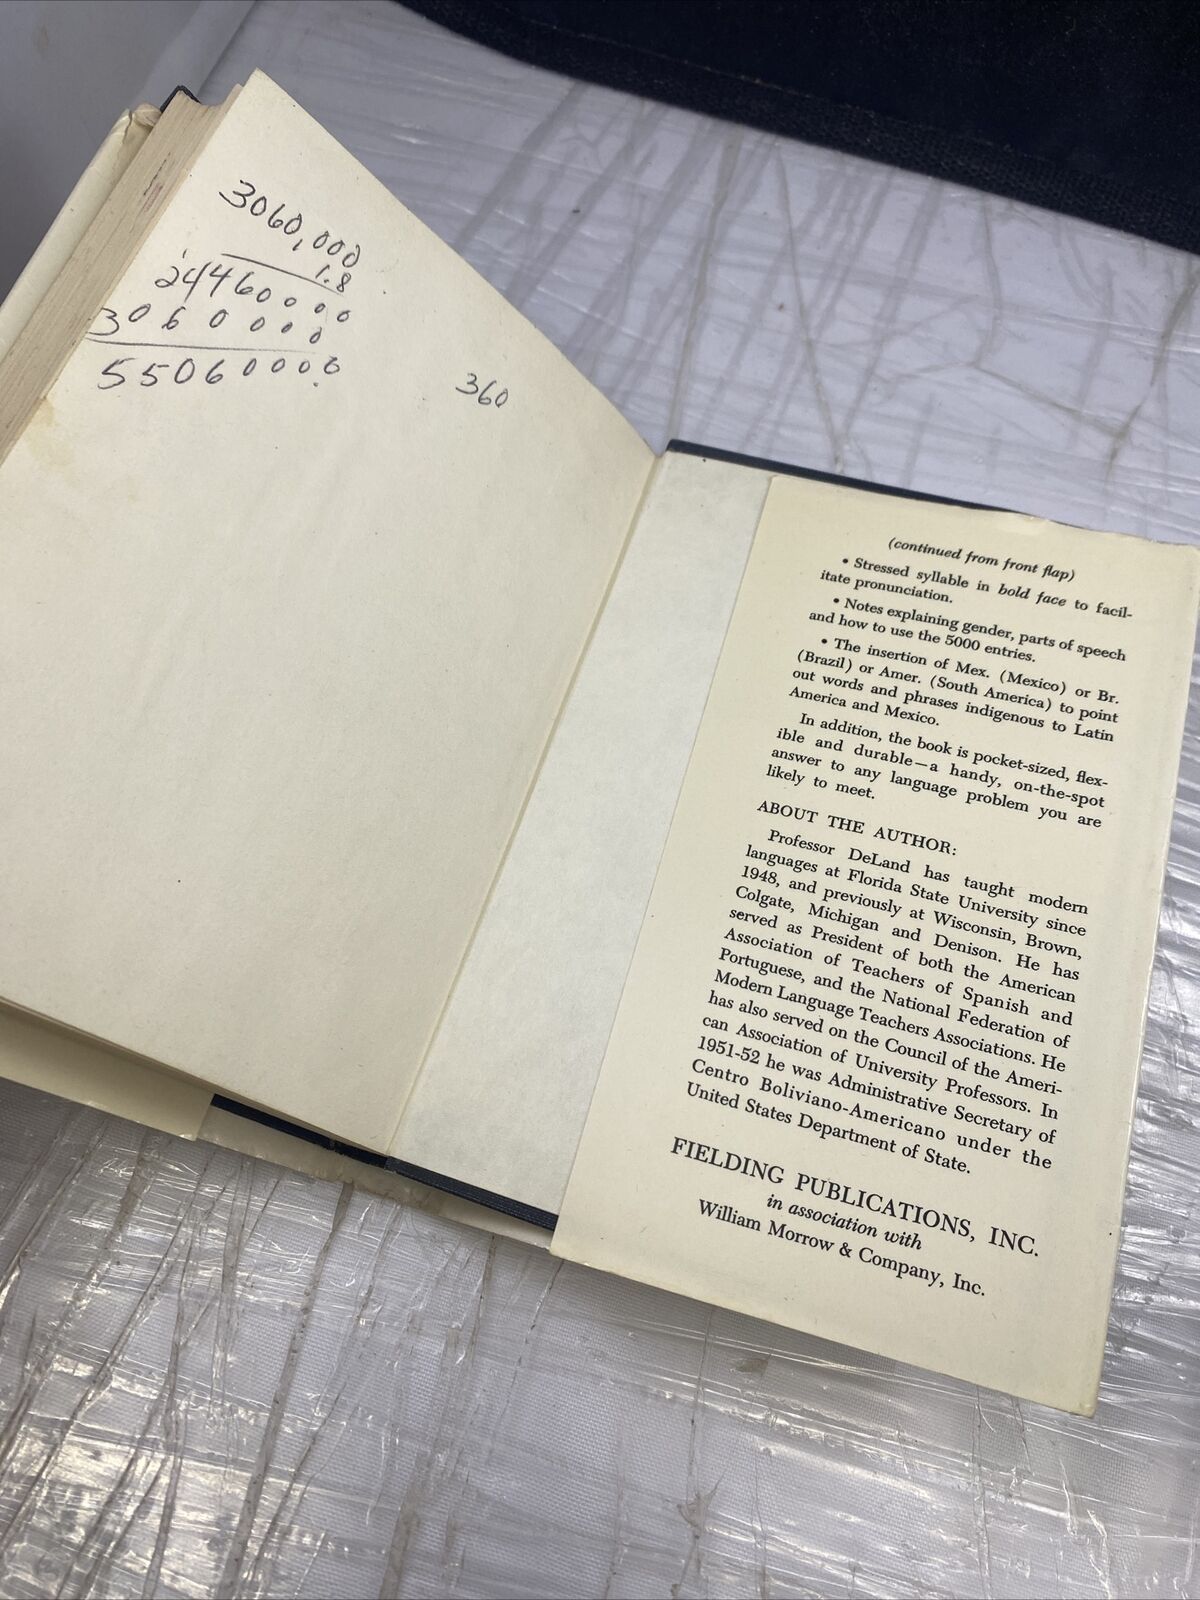 3060,000
1.8
24460000
3060000
55060000
360
(continued from front flap)
• Stressed syllable in bold face to facil-
itate pronunciation.
• Notes explaining gender, parts of speech
and how to use the 5000 entries.
• The insertion of Mex. (Mexico) or Br.
(Brazil) or Amer. (South America) to point
out words and phrases indigenous to Latin
America and Mexico.
In addition, the book is pocket-sized, flex-
ible and durable—a handy, on-the-spot
answer to any language problem you are
likely to meet.
ABOUT THE AUTHOR:
Professor DeLand has taught modern
languages at Florida State University since
1948, and previously at Wisconsin, Brown,
Colgate, Michigan and Denison. He has
served as President of both the American
Association of Teachers of Spanish and
Portuguese, and the National Federation of
Modern Language Teachers Associations. He
has also served on the Council of the Ameri-
can Association of University Professors. In
1951-52 he was Administrative Secretary of
Centro Boliviano-Americano under the
United States Department of State.
FIELDING PUBLICATIONS, INC.
in association with
William Morrow & Company, Inc.